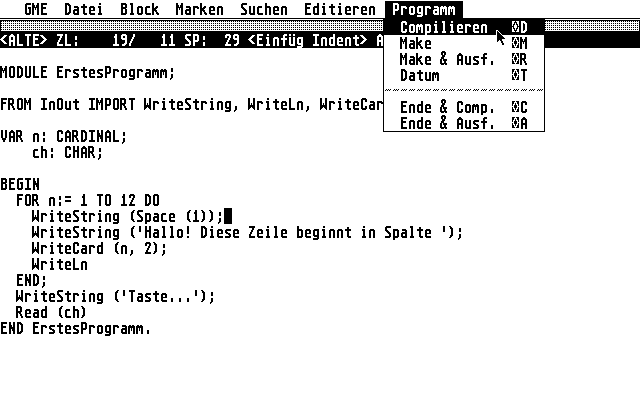 GME Datei Block Marken Suchen Editieren Programm
<ALTE> ZL: 19/ 11 SP: 29 <Einfüg Indent> A
Compilieren ◊D
Make ◊M
Make & Ausf. ◊R
Datum ◊T
Ende & Comp. ◊C
Ende & Ausf. ◊A
MODULE ErstesProgramm;
FROM InOut IMPORT WriteString, WriteLn, WriteCar
VAR n: CARDINAL;
ch: CHAR;
BEGIN
FOR n:= 1 TO 12 DO
WriteString (Space (1));
WriteString ('Hallo! Diese Zeile beginnt in Spalte ');
WriteCard (n, 2);
WriteLn
END;
WriteString ('Taste...');
Read (ch)
END ErstesProgramm.